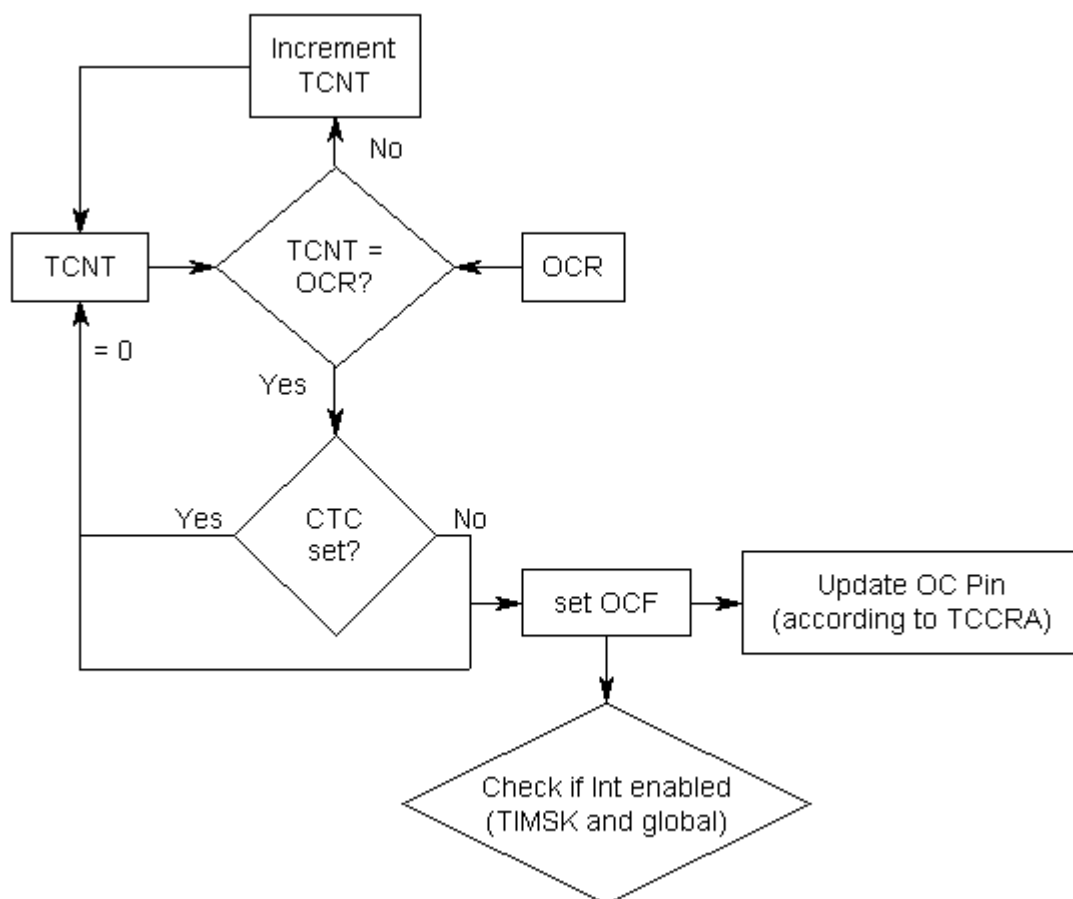 Increment
TCNT
No
TCNT
TCNT =
OCR?
OCR
= 0
Yes
Yes
CTC
set?
No
set OCF
Update OC Pin
(according to TCCRA)
Check if Int enabled
(TIMSK and global)